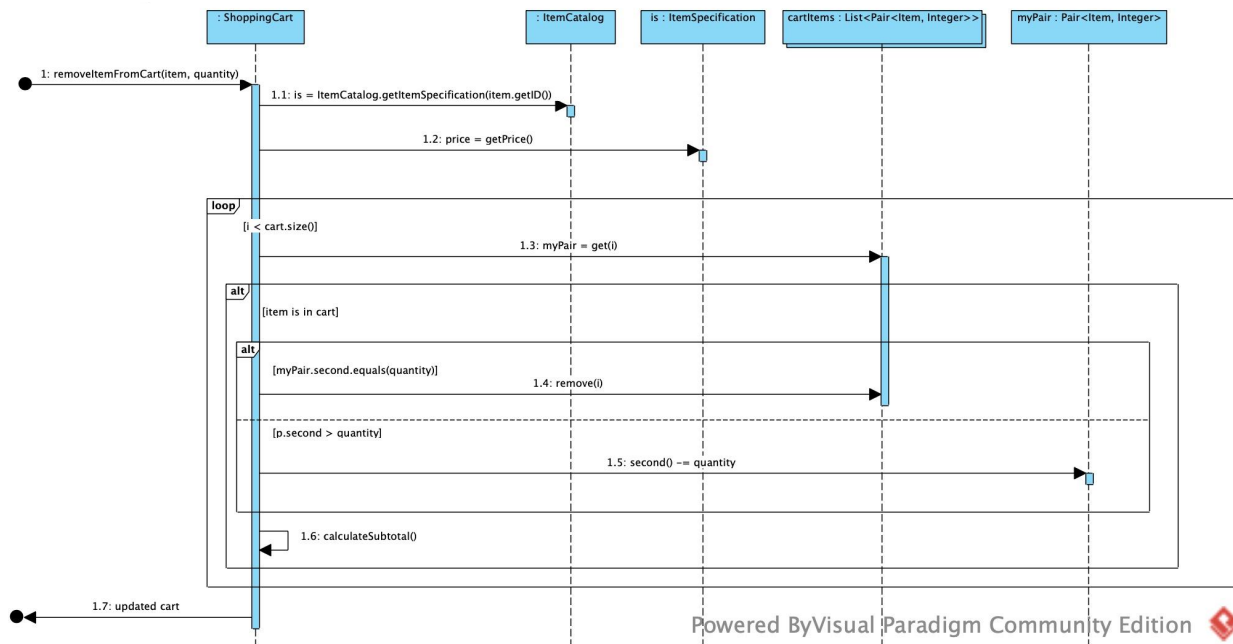 : ShoppingCart
: ItemCatalog
is : ItemSpecification
cartItems : List<Pair<Item, Integer>>
myPair : Pair<Item, Integer>
1: removeItemFromCart(item, quantity)
1.1: is = ItemCatalog.getItemSpecification(item.getID())
1.2: price = getPrice()
loop
[i < cart.size()]
1.3: myPair = get(i)
alt
[item is in cart]
alt
[myPair.second.equals(quantity)]
1.4: remove(i)
[p.second > quantity]
1.5: second() -= quantity
1.6: calculateSubtotal()
1.7: updated cart
Powered ByVisual Paradigm Community Edition